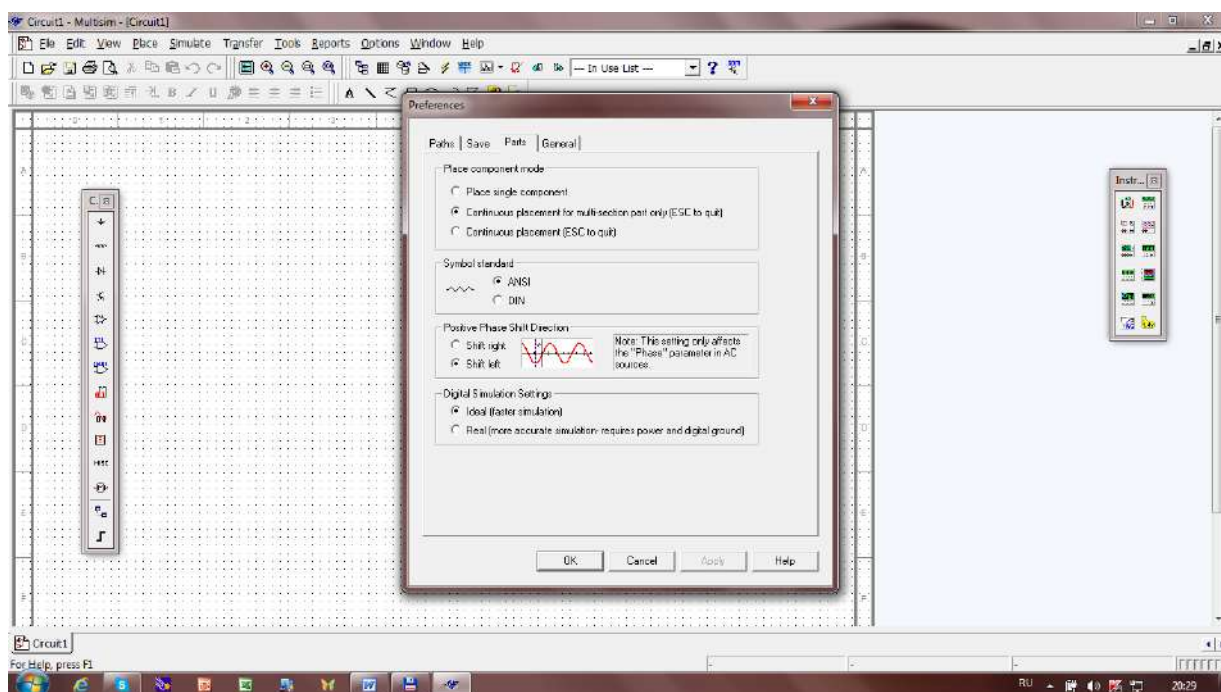 Circuit1 - Multisim - [Circuit1]
File Edit View Place Simulate Transfer Tools Reports Options Window Help
--- In Use List ---
Preferences
Paths Save Parts General
Place component mode
Place single component
Continuous placement for multi-section part only (ESC to quit)
Continuous placement (ESC to quit)
Symbol standard
ANSI
DIN
Positive Phase Shift Direction
Shift right
Shift left
Note: This setting only affects
the "Phase" parameter in AC
sources.
Digital Simulation Settings
Ideal (faster simulation)
Real (more accurate simulation- requires power and digital ground)
OK Cancel Apply Help
C...
Instr...
MISC
Circuit1
For Help, press F1
RU 20:29